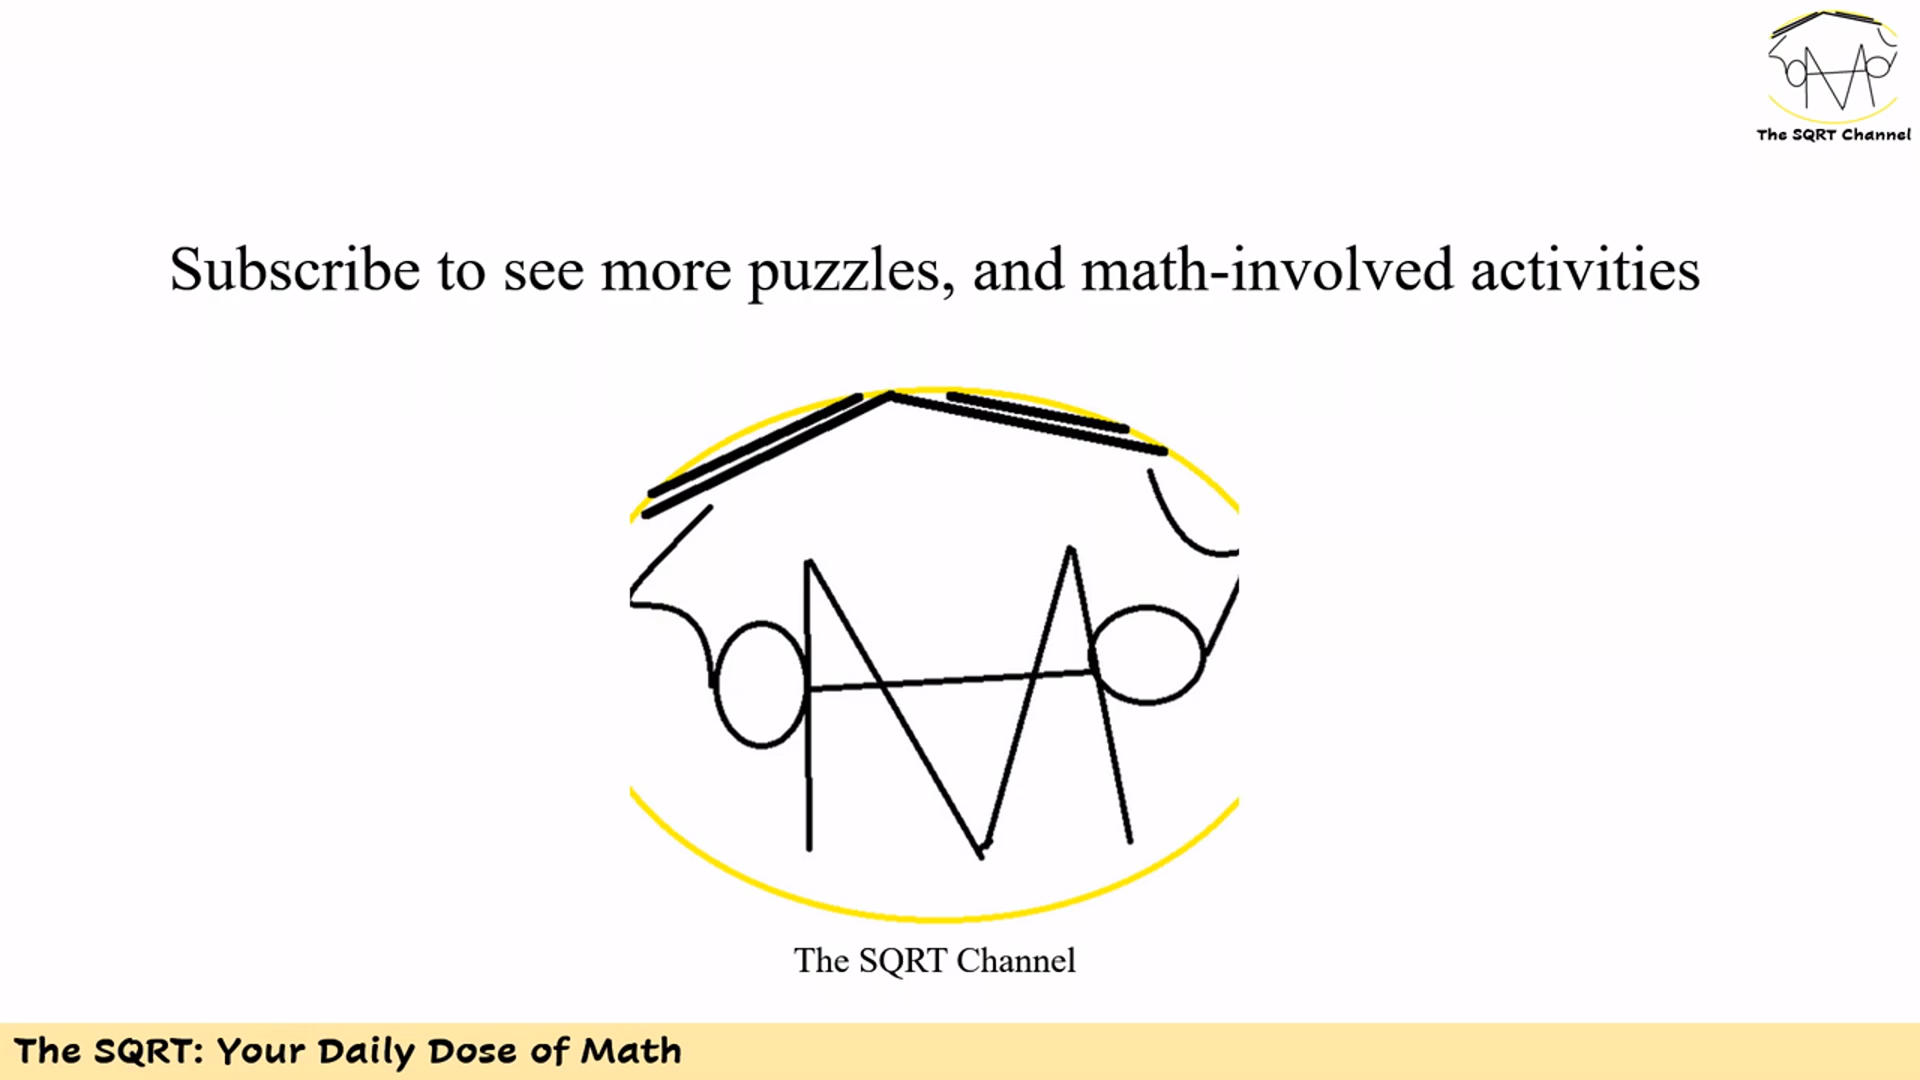 The SQRT Channel
Subscribe to see more puzzles, and math-involved activities
The SQRT Channel
The SQRT: Your Daily Dose of Math